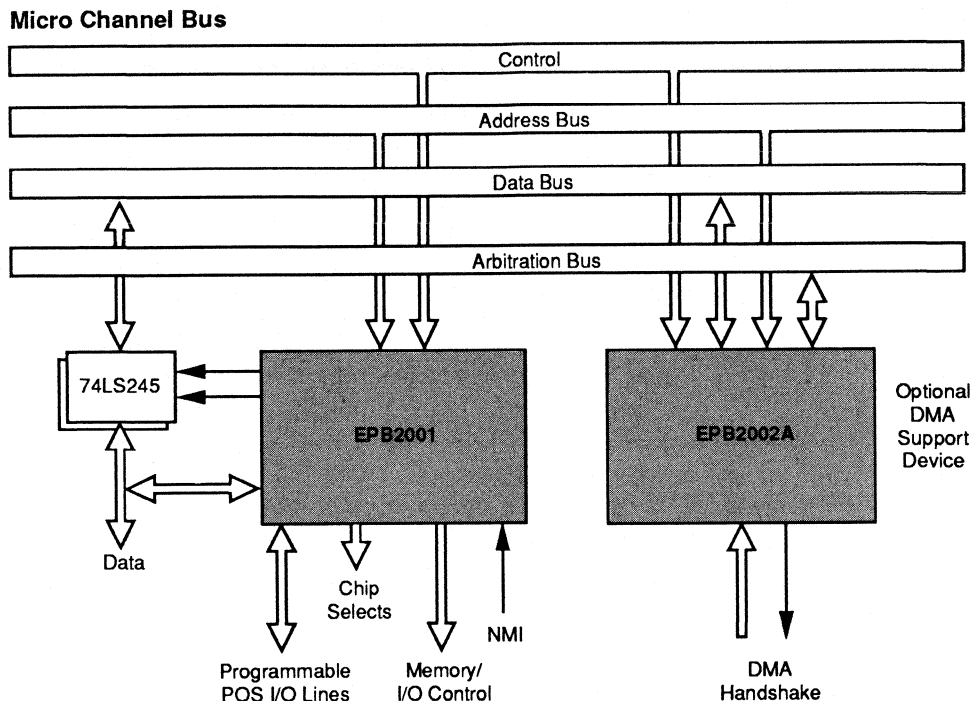 Micro Channel Bus
Control
Address Bus
Data Bus
Arbitration Bus
74LS245
EPB2001
EPB2002A
Optional
DMA
Support
Device
Data
Chip
Selects
NMI
Programmable
POS I/O Lines
Memory/
I/O Control
DMA
Handshake